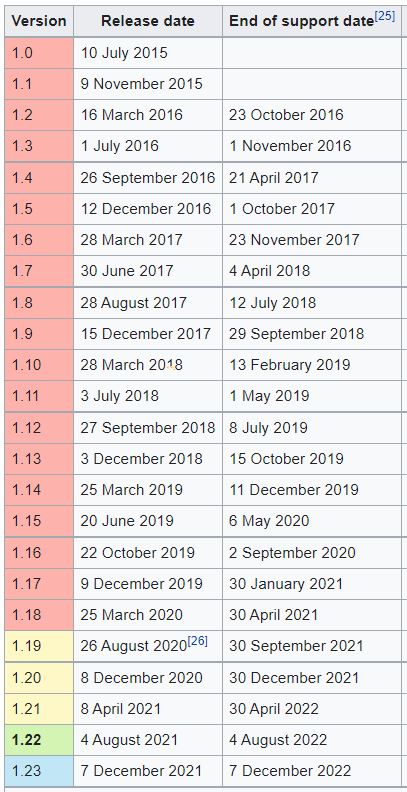 Version Release date End of support date[25]
1.0 10 July 2015
1.1 9 November 2015
1.2 16 March 2016 23 October 2016
1.3 1 July 2016 1 November 2016
1.4 26 September 2016 21 April 2017
1.5 12 December 2016 1 October 2017
1.6 28 March 2017 23 November 2017
1.7 30 June 2017 4 April 2018
1.8 28 August 2017 12 July 2018
1.9 15 December 2017 29 September 2018
1.10 28 March 2018 13 February 2019
1.11 3 July 2018 1 May 2019
1.12 27 September 2018 8 July 2019
1.13 3 December 2018 15 October 2019
1.14 25 March 2019 11 December 2019
1.15 20 June 2019 6 May 2020
1.16 22 October 2019 2 September 2020
1.17 9 December 2019 30 January 2021
1.18 25 March 2020 30 April 2021
1.19 26 August 2020[26] 30 September 2021
1.20 8 December 2020 30 December 2021
1.21 8 April 2021 30 April 2022
1.22 4 August 2021 4 August 2022
1.23 7 December 2021 7 December 2022